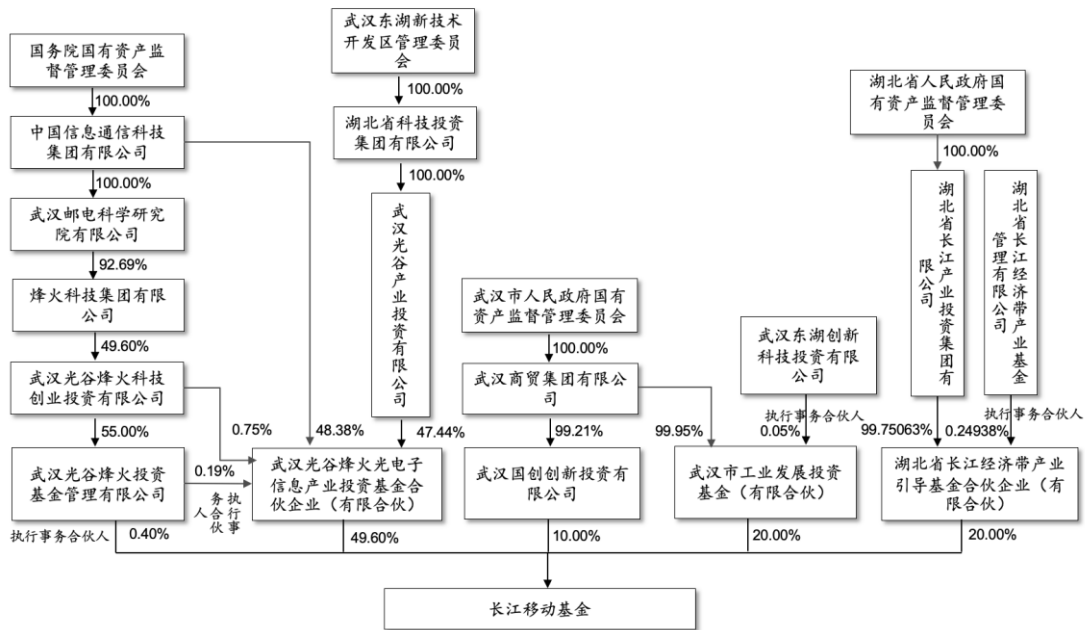 国务院国有资产监
督管理委员会
100.00%
中国信息通信科技
集团有限公司
100.00%
武汉邮电科学研究
院有限公司
92.69%
烽火科技集团有限公
司
49.60%
武汉光谷烽火科技
创业投资有限公司
55.00%
武汉光谷烽火投资
基金管理有限公司
执行事务合伙人
0.40%
0.19%
执行事
务合伙
人
0.75%
48.38%
武汉东湖新技术
开发区管理委员
会
100.00%
湖北省科技投资
集团有限公司
100.00%
武汉光谷产业投资有限公司
47.44%
武汉光谷烽火光电子
信息产业投资基金合
伙企业（有限合伙）
49.60%
武汉市人民政府国有
资产监督管理委员会
100.00%
武汉商贸集团有限公
司
99.21%
武汉国创创新投资有
限公司
10.00%
99.95%
武汉东湖创新
科技投资有限
公司
执行事务合伙人
0.05%
武汉市工业发展投资
基金（有限合伙）
20.00%
湖北省人民政府国
有资产监督管理委
员会
100.00%
湖北省长江产业投资集团有
限公司
99.75063%
湖北省长江经济带产业基金
管理有限公司
执行事务合伙人
0.24938%
湖北省长江经济带产业
引导基金合伙企业（有
限合伙）
20.00%
长江移动基金